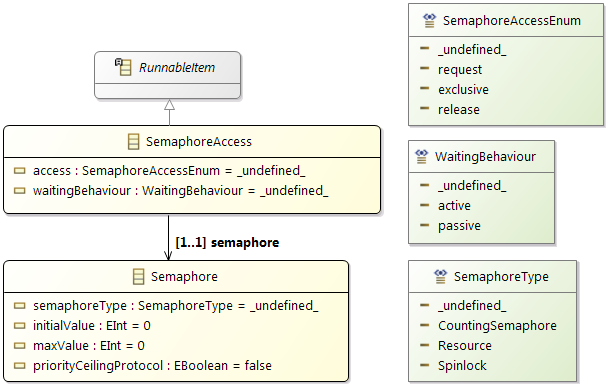 RunnableItem
SemaphoreAccess
access : SemaphoreAccessEnum = _undefined_
waitingBehaviour : WaitingBehaviour = _undefined_
[1..1] semaphore
Semaphore
semaphoreType : SemaphoreType = _undefined_
initialValue : EInt = 0
maxValue : EInt = 0
priorityCeilingProtocol : EBoolean = false
SemaphoreAccessEnum
_undefined_
request
exclusive
release
WaitingBehaviour
_undefined_
active
passive
SemaphoreType
_undefined_
CountingSemaphore
Resource
Spinlock